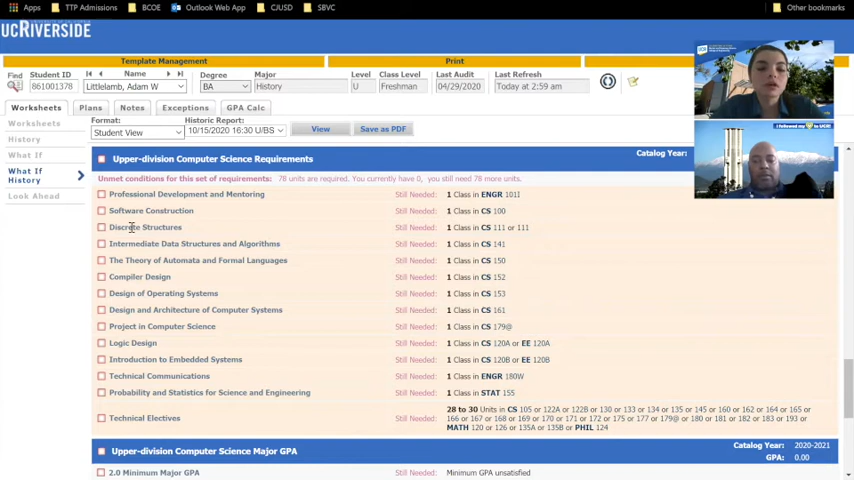 Apps TTP Admissions BCOE Outlook Web App CJUSD SBVC Other bookmarks
UCRIVERSIDE
Template Management Print
Find Student ID Name Degree Major Level Class Level Last Audit Last Refresh
861001378 Littlelamb, Adam W BA History U Freshman 04/29/2020 Today at 2:59 am
Worksheets Plans Notes Exceptions GPA Calc
Worksheets
History
What If
What If
History
Look Ahead
Format: Historic Report:
Student View 10/15/2020 16:30 U/BS View Save as PDF
Upper-division Computer Science Requirements Catalog Year:
Unmet conditions for this set of requirements: 78 units are required. You currently have 0, you still need 78 more units.
Professional Development and Mentoring Still Needed: 1 Class in ENGR 101I
Software Construction Still Needed: 1 Class in CS 100
Discrete Structures Still Needed: 1 Class in CS 111 or 111
Intermediate Data Structures and Algorithms Still Needed: 1 Class in CS 141
The Theory of Automata and Formal Languages Still Needed: 1 Class in CS 150
Compiler Design Still Needed: 1 Class in CS 152
Design of Operating Systems Still Needed: 1 Class in CS 153
Design and Architecture of Computer Systems Still Needed: 1 Class in CS 161
Project in Computer Science Still Needed: 1 Class in CS 179@
Logic Design Still Needed: 1 Class in CS 120A or EE 120A
Introduction to Embedded Systems Still Needed: 1 Class in CS 120B or EE 120B
Technical Communications Still Needed: 1 Class in ENGR 180W
Probability and Statistics for Science and Engineering Still Needed: 1 Class in STAT 155
Technical Electives Still Needed: 28 to 30 Units in CS 105 or 122A or 122B or 130 or 133 or 134 or 135 or 145 or 160 or 162 or 164 or 165 or
166 or 167 or 168 or 169 or 170 or 171 or 172 or 175 or 177 or 179@ or 180 or 181 or 182 or 183 or 193 or
MATH 120 or 126 or 135A or 135B or PHIL 124
Upper-division Computer Science Major GPA Catalog Year: 2020-2021
GPA: 0.00
2.0 Minimum Major GPA Still Needed: Minimum GPA unsatisfied